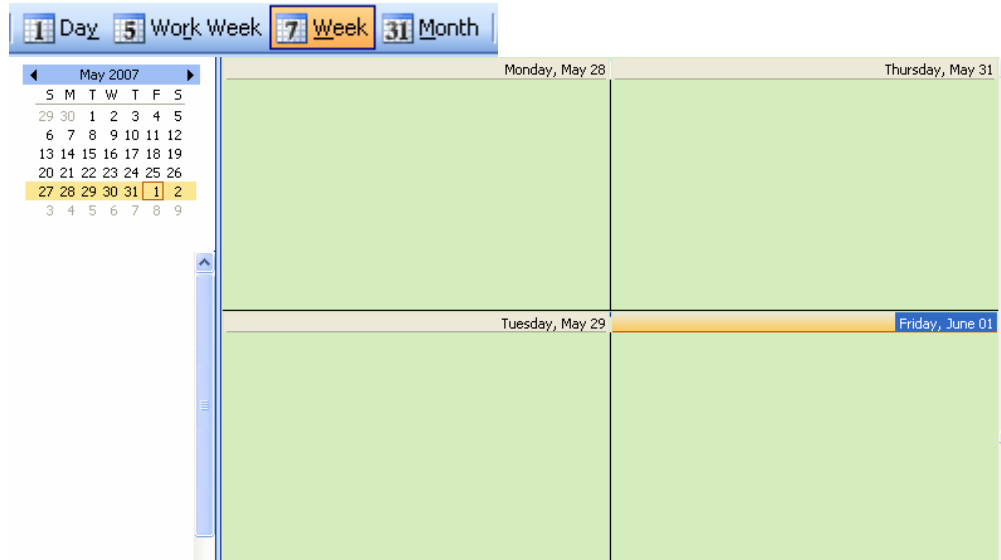 1 Day 5 Work Week 7 Week 31 Month
May 2007
S M T W T F S
29 30 1 2 3 4 5
6 7 8 9 10 11 12
13 14 15 16 17 18 19
20 21 22 23 24 25 26
27 28 29 30 31 1 2
3 4 5 6 7 8 9
Monday, May 28
Thursday, May 31
Tuesday, May 29
Friday, June 01